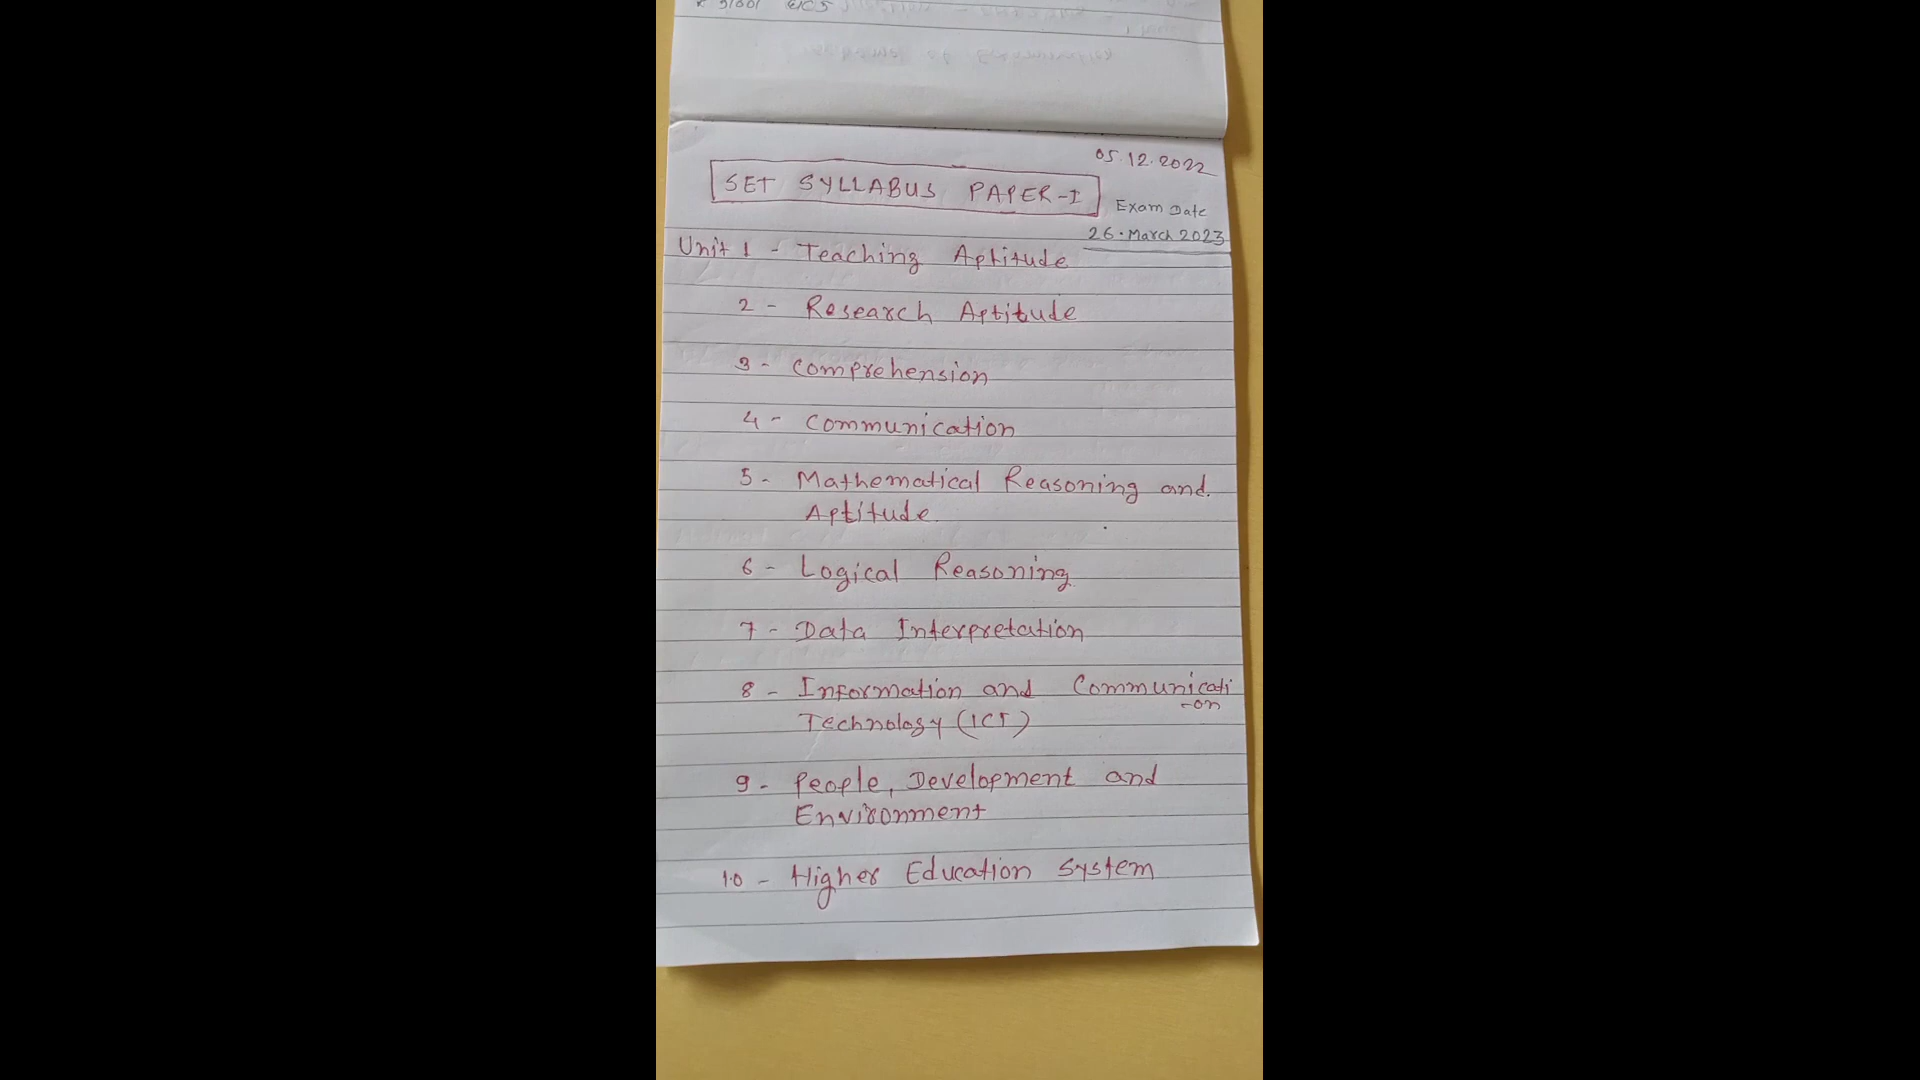 05.12.2022
SET SYLLABUS PAPER-I
Exam Date
26.March 2023
Unit 1 - Teaching Aptitude
2 - Research Aptitude
3 - Comprehension
4 - Communication
5 - Mathematical Reasoning and
Aptitude.
6 - Logical Reasoning
7 - Data Interpretation
8 - Information and Communicati
-on
Technology (ICT)
9 - People, Development and
Environment
10 - Higher Education System